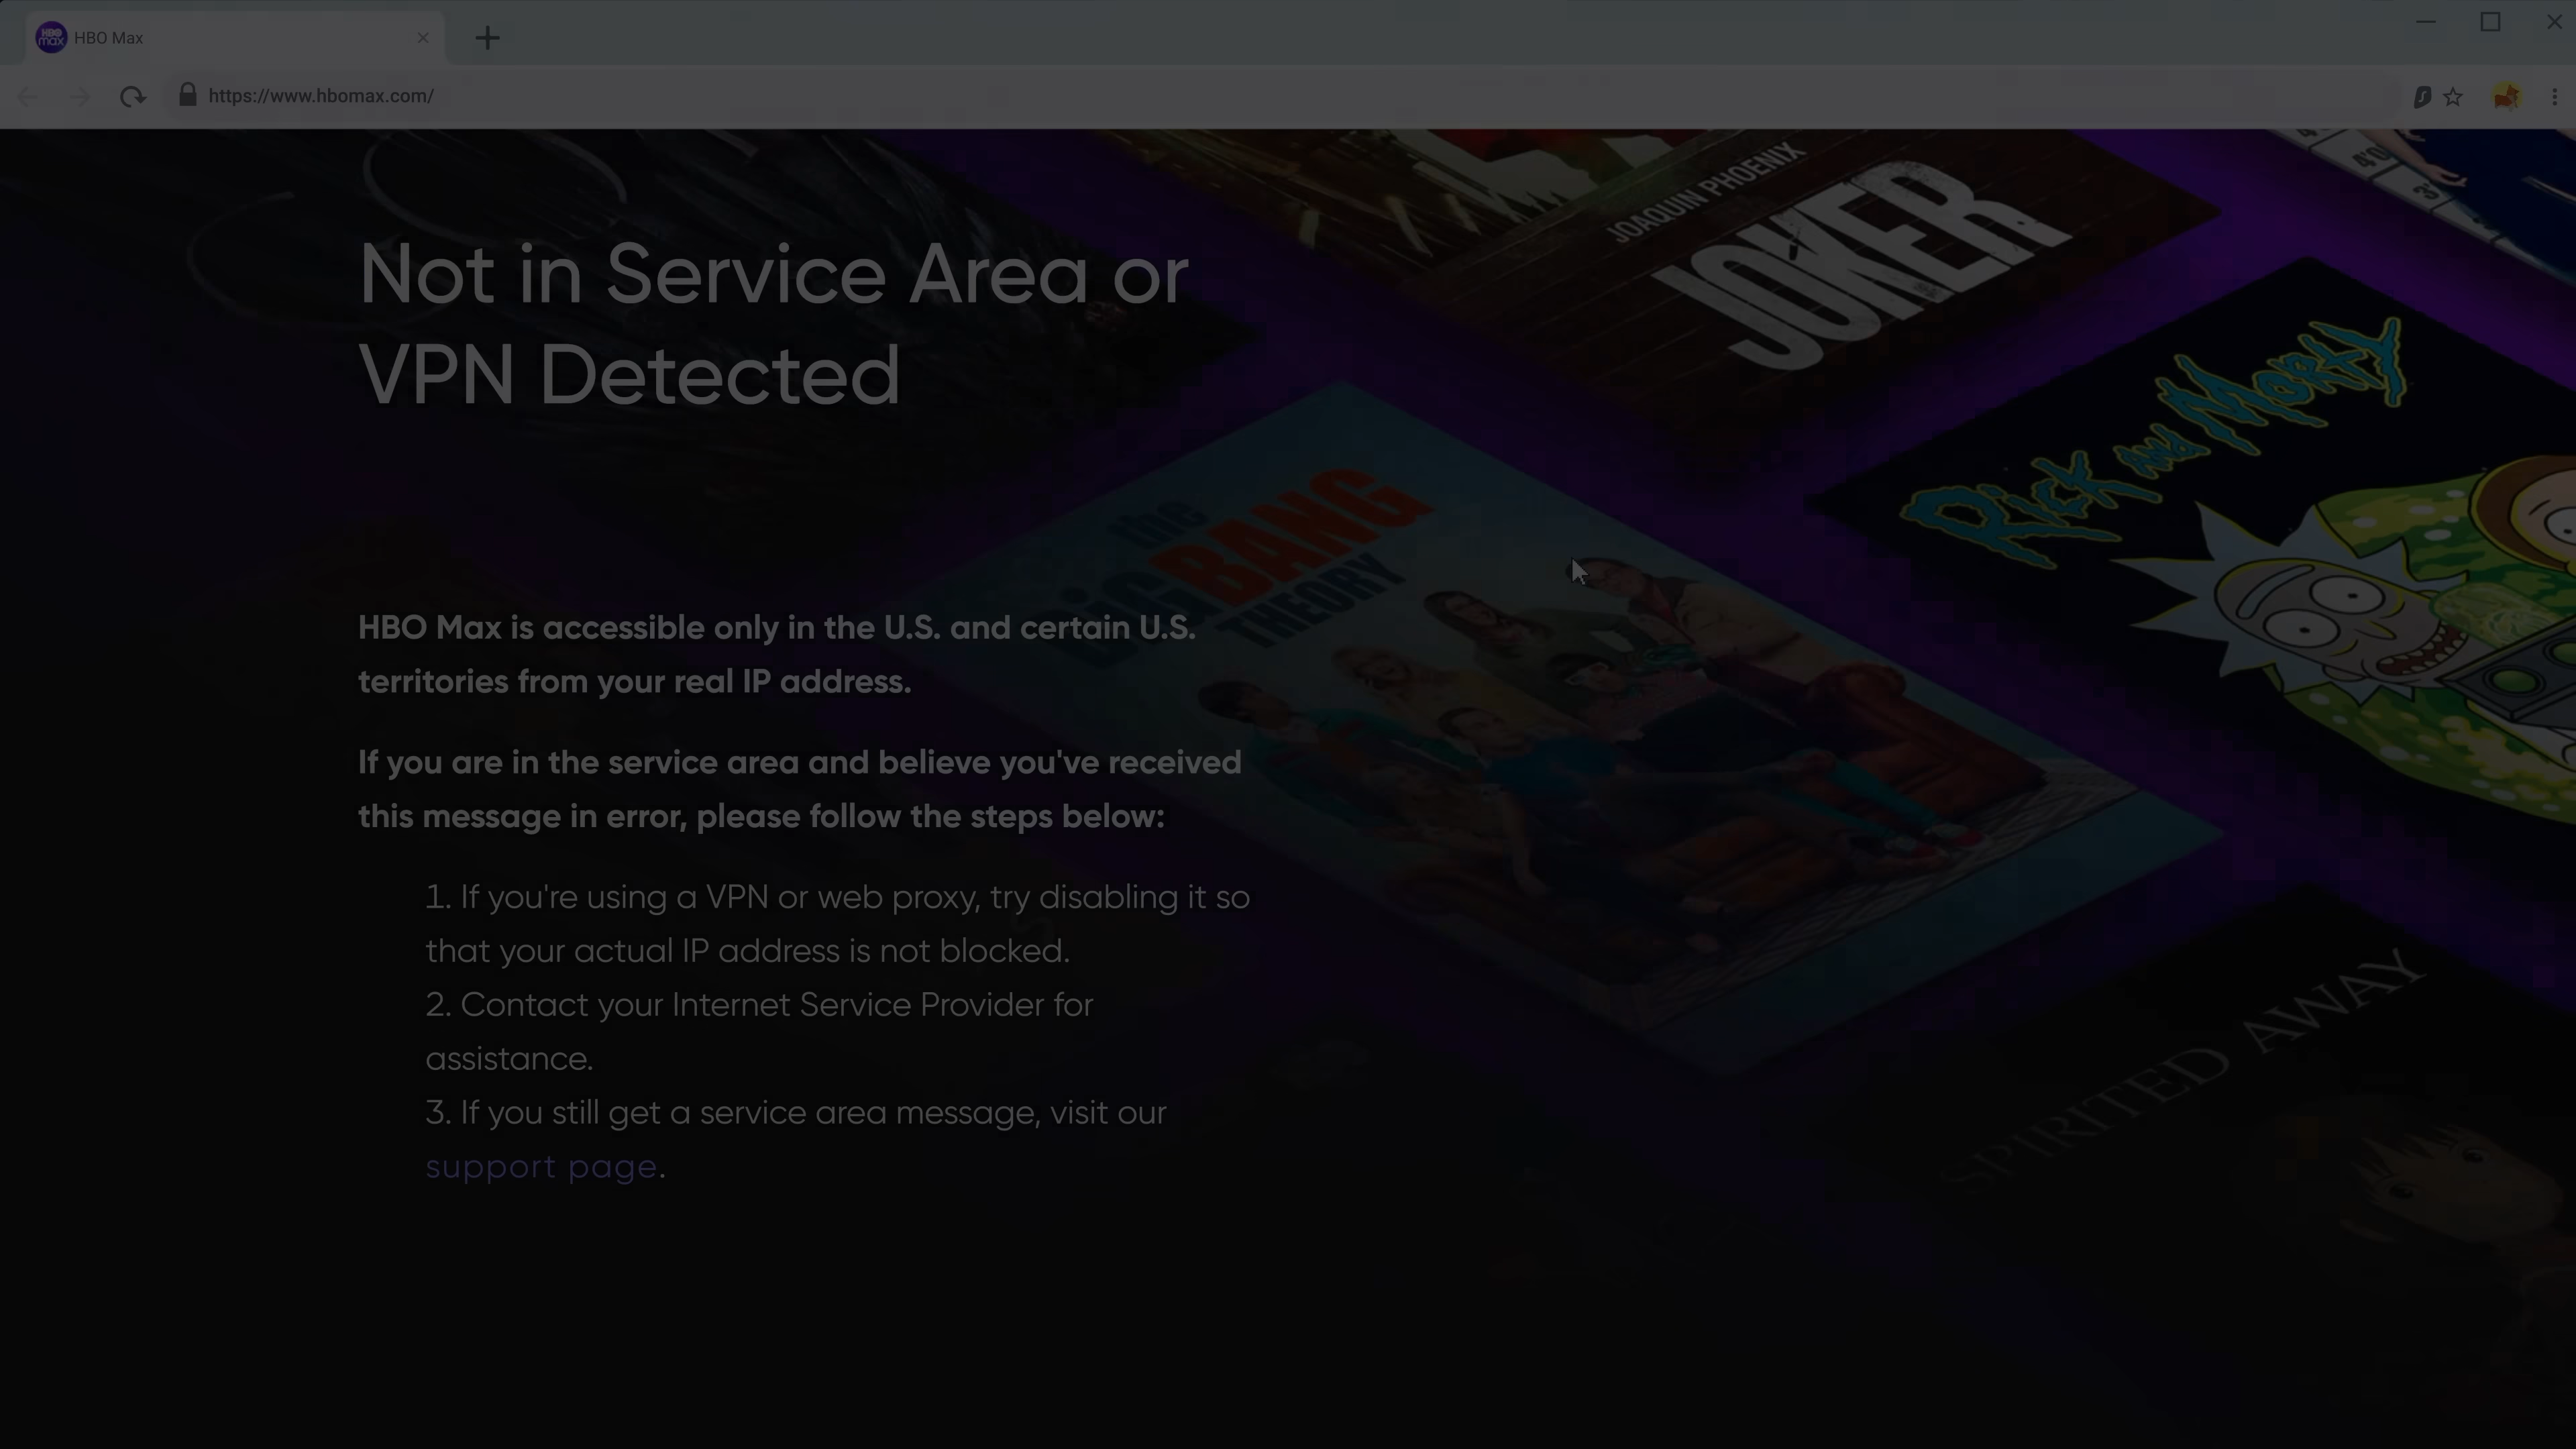 HBO Max
https://www.hbomax.com/
Not in Service Area or
VPN Detected
HBO Max is accessible only in the U.S. and certain U.S.
territories from your real IP address.
If you are in the service area and believe you've received
this message in error, please follow the steps below:
1. If you're using a VPN or web proxy, try disabling it so
that your actual IP address is not blocked.
2. Contact your Internet Service Provider for
assistance.
3. If you still get a service area message, visit our
support page.
JOAQUIN PHOENIX
JOKER
Rick and Morty
the
BiG BANG
THEORY
SPIRITED AWAY